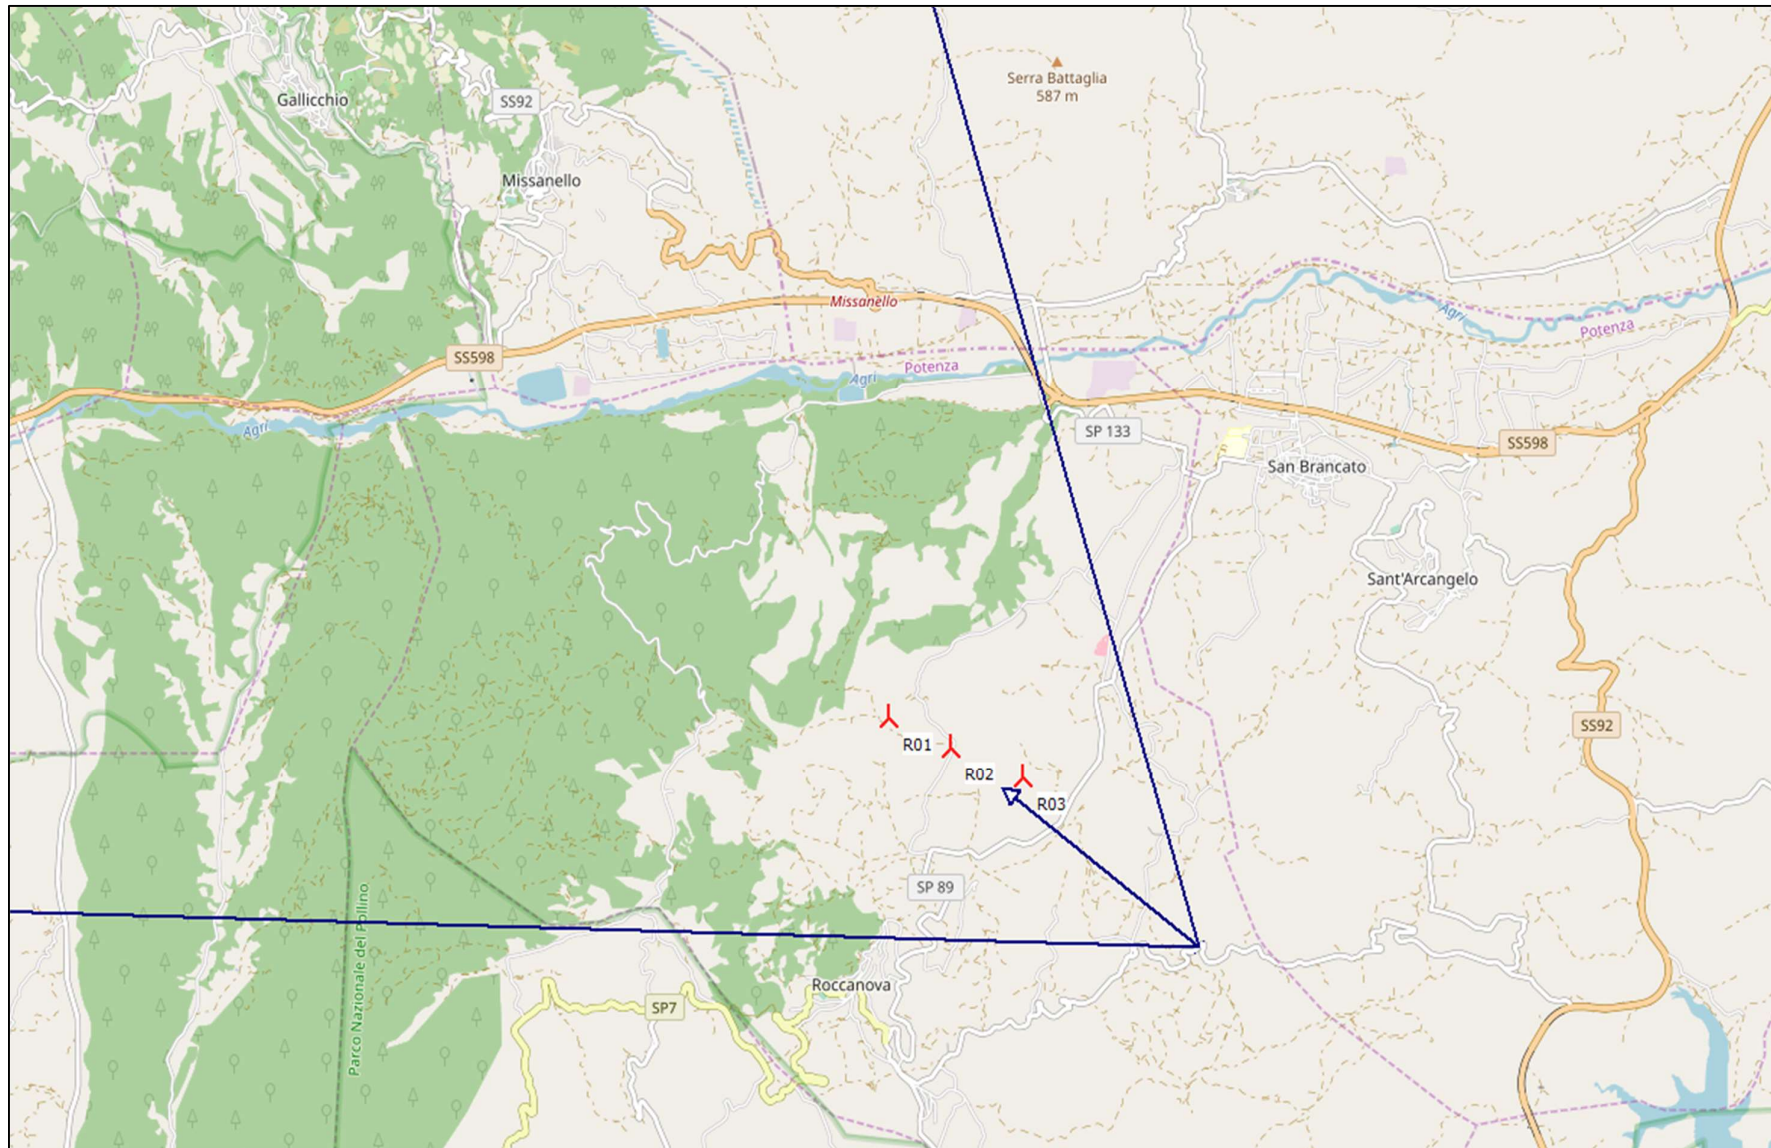 Serra Battaglia
587 m
Gallicchio
SS92
Missanello
Missanello
Agri
Potenza
SS598
Agri
Potenza
Agri
SP 133
SS598
San Brancato
Sant'Arcangelo
R01
SS92
R02
R03
SP 89
Parco Nazionale del Pollino
Roccanova
SP7